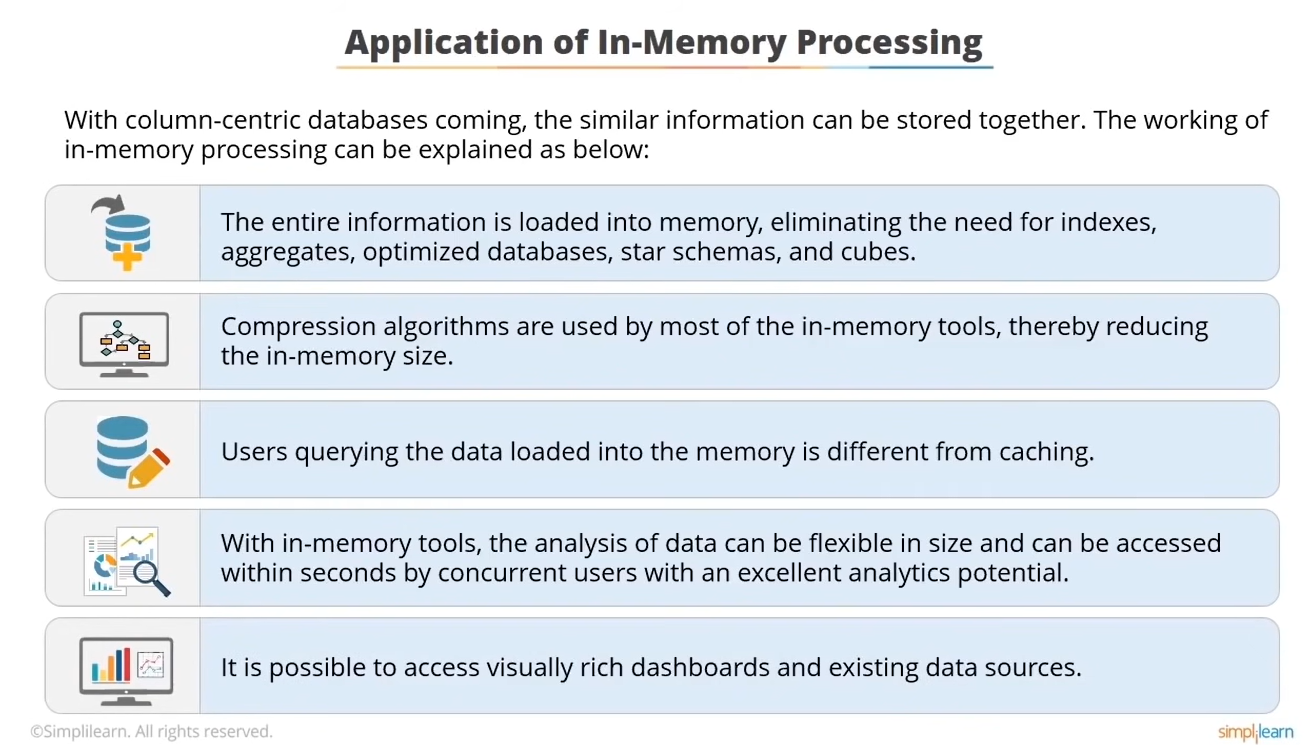 Application of In-Memory Processing
With column-centric databases coming, the similar information can be stored together. The working of
in-memory processing can be explained as below:
The entire information is loaded into memory, eliminating the need for indexes,
aggregates, optimized databases, star schemas, and cubes.
Compression algorithms are used by most of the in-memory tools, thereby reducing
the in-memory size.
Users querying the data loaded into the memory is different from caching.
With in-memory tools, the analysis of data can be flexible in size and can be accessed
within seconds by concurrent users with an excellent analytics potential.
It is possible to access visually rich dashboards and existing data sources.
©Simplilearn. All rights reserved.
simplilearn